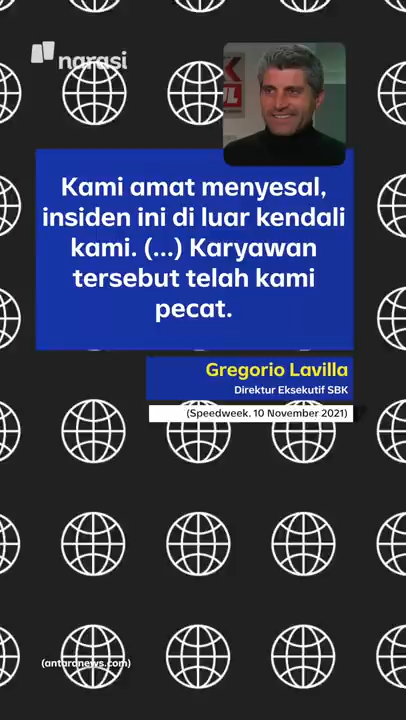 narasi
Kami amat menyesal,
insiden ini di luar kendali
kami. (...) Karyawan
tersebut telah kami
pecat.
Gregorio Lavilla
Direktur Eksekutif SBK
(Speedweek. 10 November 2021)
(antaranews.com)